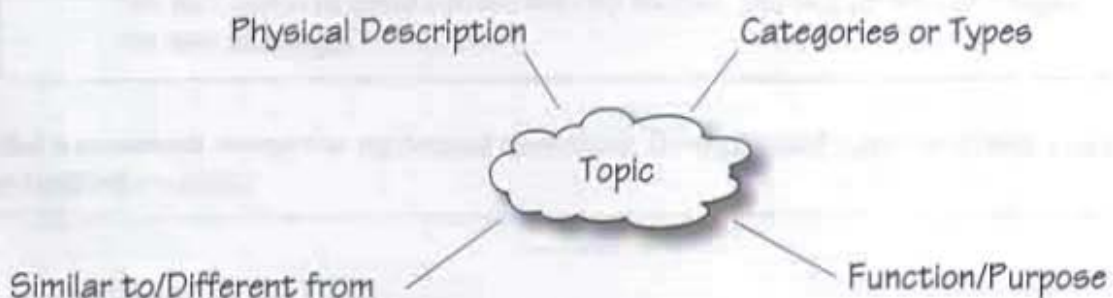 Physical Description
Categories or Types
Topic
Similar to/Different from
Function/Purpose